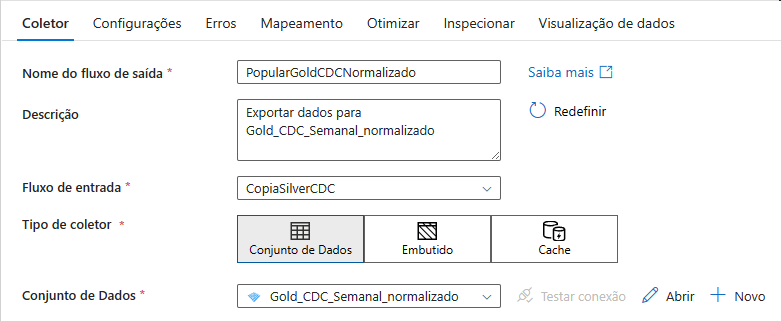 Coletor Configurações Erros Mapeamento Otimizar Inspecionar Visualização de dados
Nome do fluxo de saída * PopularGoldCDCNormalizado Saiba mais
Descrição Exportar dados para Redefinir
Gold_CDC_Semanal_normalizado
Fluxo de entrada * CopiaSilverCDC
Tipo de coletor *
Conjunto de Dados Embutido Cache
Conjunto de Dados * Gold_CDC_Semanal_normalizado Testar conexão Abrir Novo